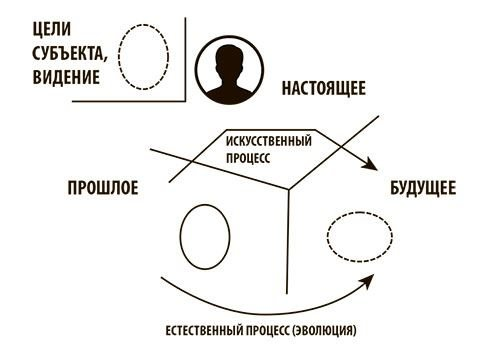 ЦЕЛИ
СУБЪЕКТА,
ВИДЕНИЕ
НАСТОЯЩЕЕ
ИСКУССТВЕННЫЙ
ПРОЦЕСС
ПРОШЛОЕ
БУДУЩЕЕ
ЕСТЕСТВЕННЫЙ ПРОЦЕСС (ЭВОЛЮЦИЯ)